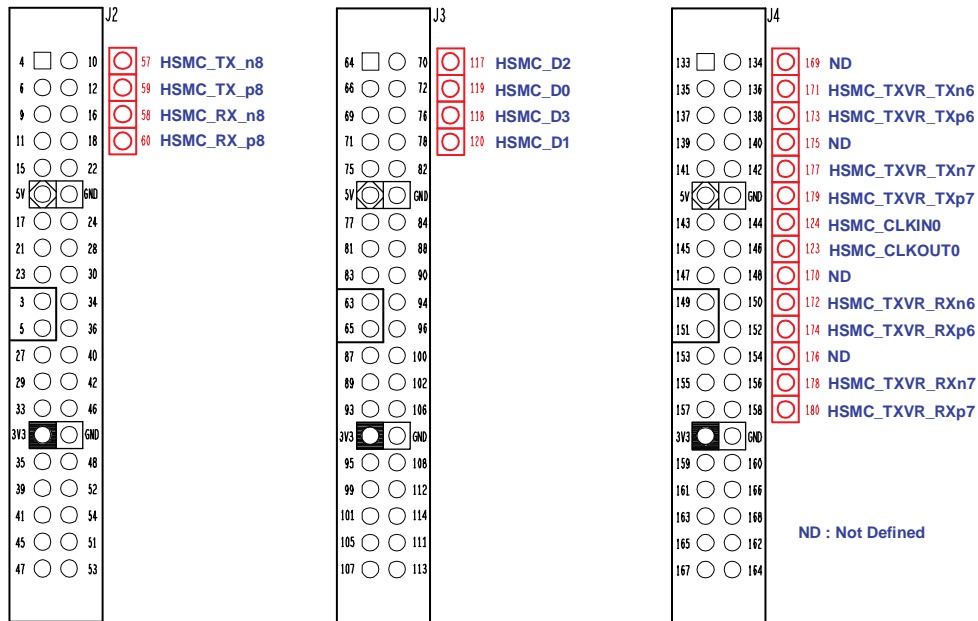 J2
4 10 57 HSMC_TX_n8
6 12 59 HSMC_TX_p8
9 16 58 HSMC_RX_n8
11 18 60 HSMC_RX_p8
15 22
5V GND
17 24
21 28
23 30
3 34
5 36
27 40
29 42
33 46
3V3 GND
35 48
39 52
41 54
45 51
47 53
J3
64 70 117 HSMC_D2
66 72 119 HSMC_D0
69 76 118 HSMC_D3
71 78 120 HSMC_D1
75 82
5V GND
77 84
81 88
83 90
63 94
65 96
87 100
89 102
93 106
3V3 GND
95 108
99 112
101 114
105 111
107 113
J4
133 134 169 ND
135 136 171 HSMC_TXVR_TXn6
137 138 173 HSMC_TXVR_TXp6
139 140 175 ND
141 142 177 HSMC_TXVR_TXn7
5V GND 179 HSMC_TXVR_TXp7
143 144 124 HSMC_CLKIN0
145 146 123 HSMC_CLKOUT0
147 148 170 ND
149 150 172 HSMC_TXVR_RXn6
151 152 174 HSMC_TXVR_RXp6
153 154 176 ND
155 156 178 HSMC_TXVR_RXn7
157 158 180 HSMC_TXVR_RXp7
3V3 GND
159 160
161 166
163 168
165 162
167 164
ND : Not Defined